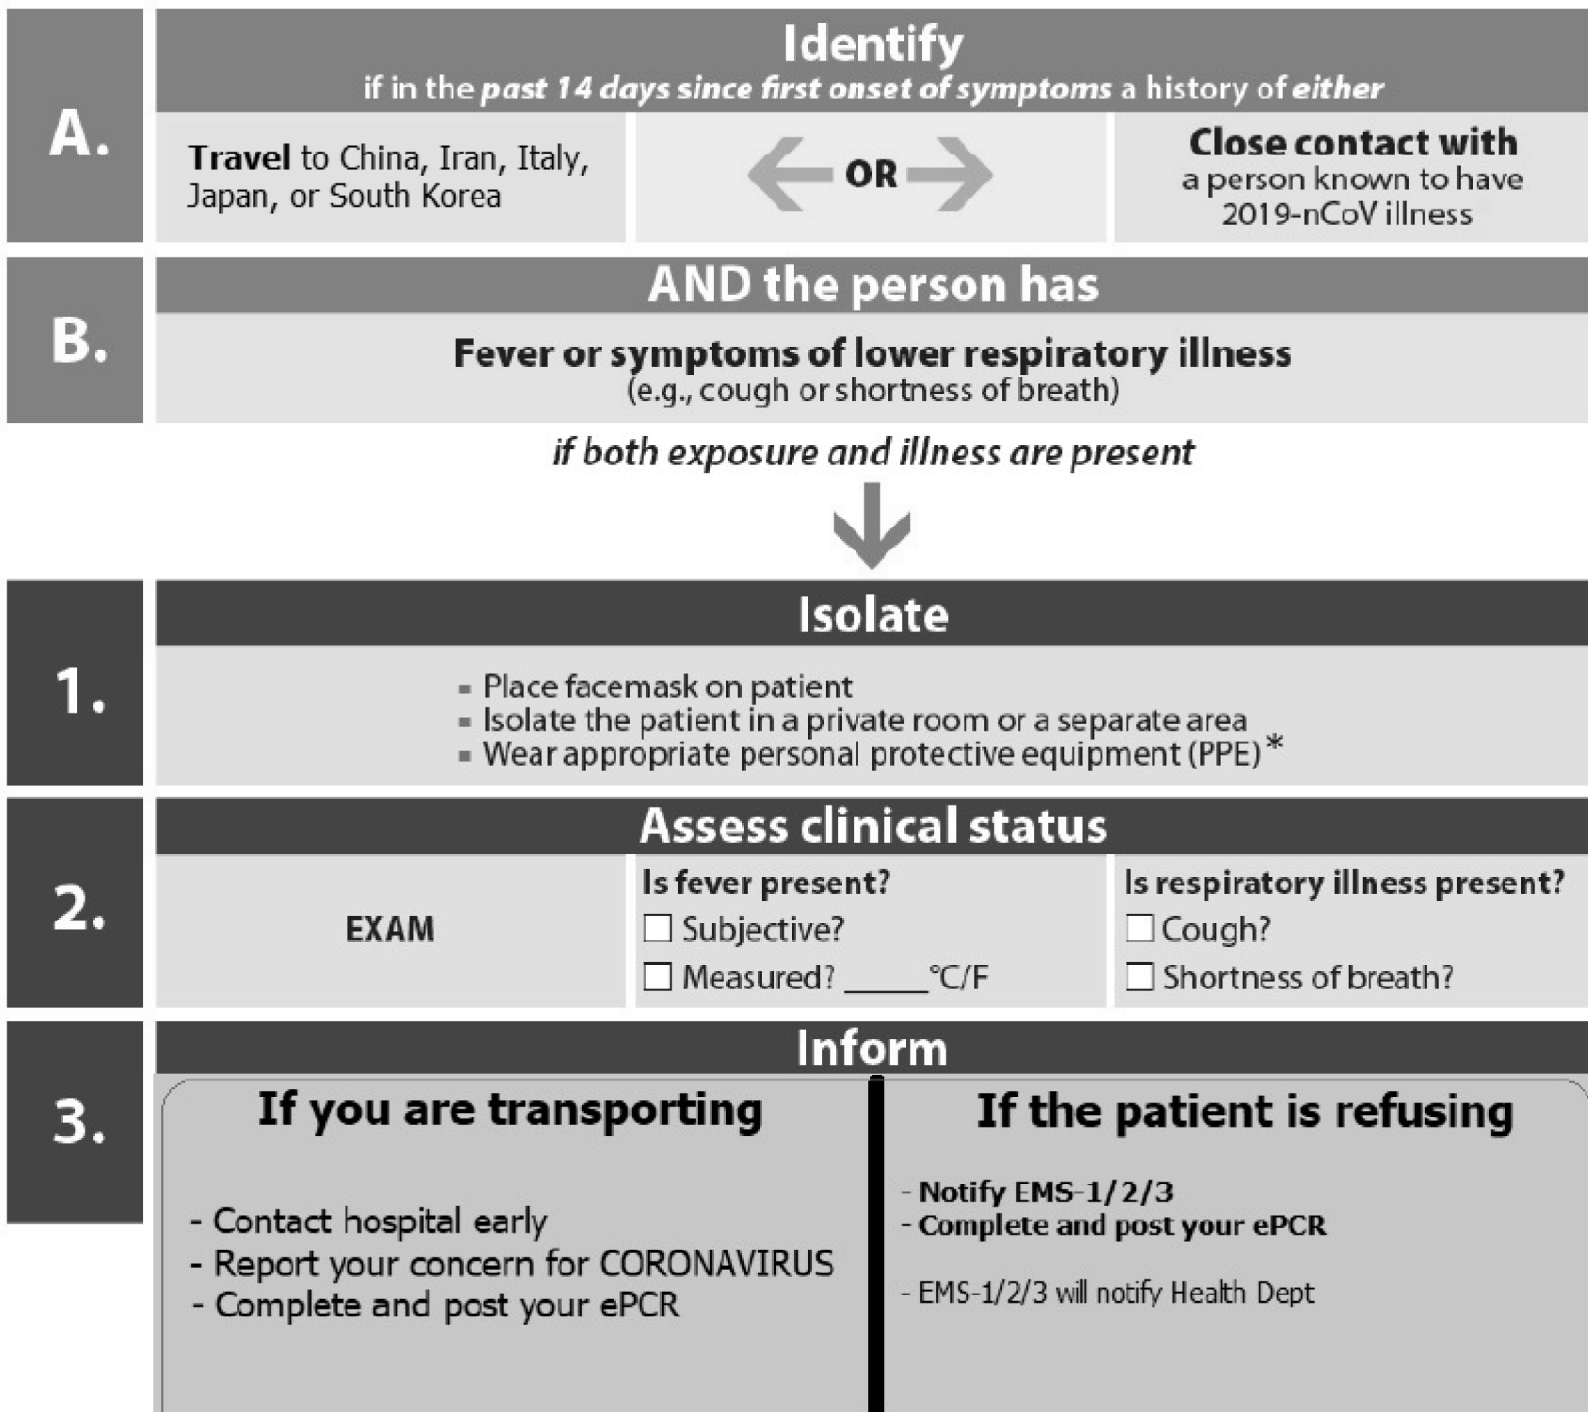 A.
Identify
if in the past 14 days since first onset of symptoms a history of either
Travel to China, Iran, Italy,
Japan, or South Korea
OR
Close contact with
a person known to have
2019-nCoV illness
B.
AND the person has
Fever or symptoms of lower respiratory illness
(e.g., cough or shortness of breath)
if both exposure and illness are present
1.
Isolate
▪ Place facemask on patient
▪ Isolate the patient in a private room or a separate area
▪ Wear appropriate personal protective equipment (PPE)*
2.
Assess clinical status
EXAM
Is fever present?
☐ Subjective?
☐ Measured? _____°C/F
Is respiratory illness present?
☐ Cough?
☐ Shortness of breath?
3.
Inform
If you are transporting
- Contact hospital early
- Report your concern for CORONAVIRUS
- Complete and post your ePCR
If the patient is refusing
- Notify EMS-1/2/3
- Complete and post your ePCR
- EMS-1/2/3 will notify Health Dept